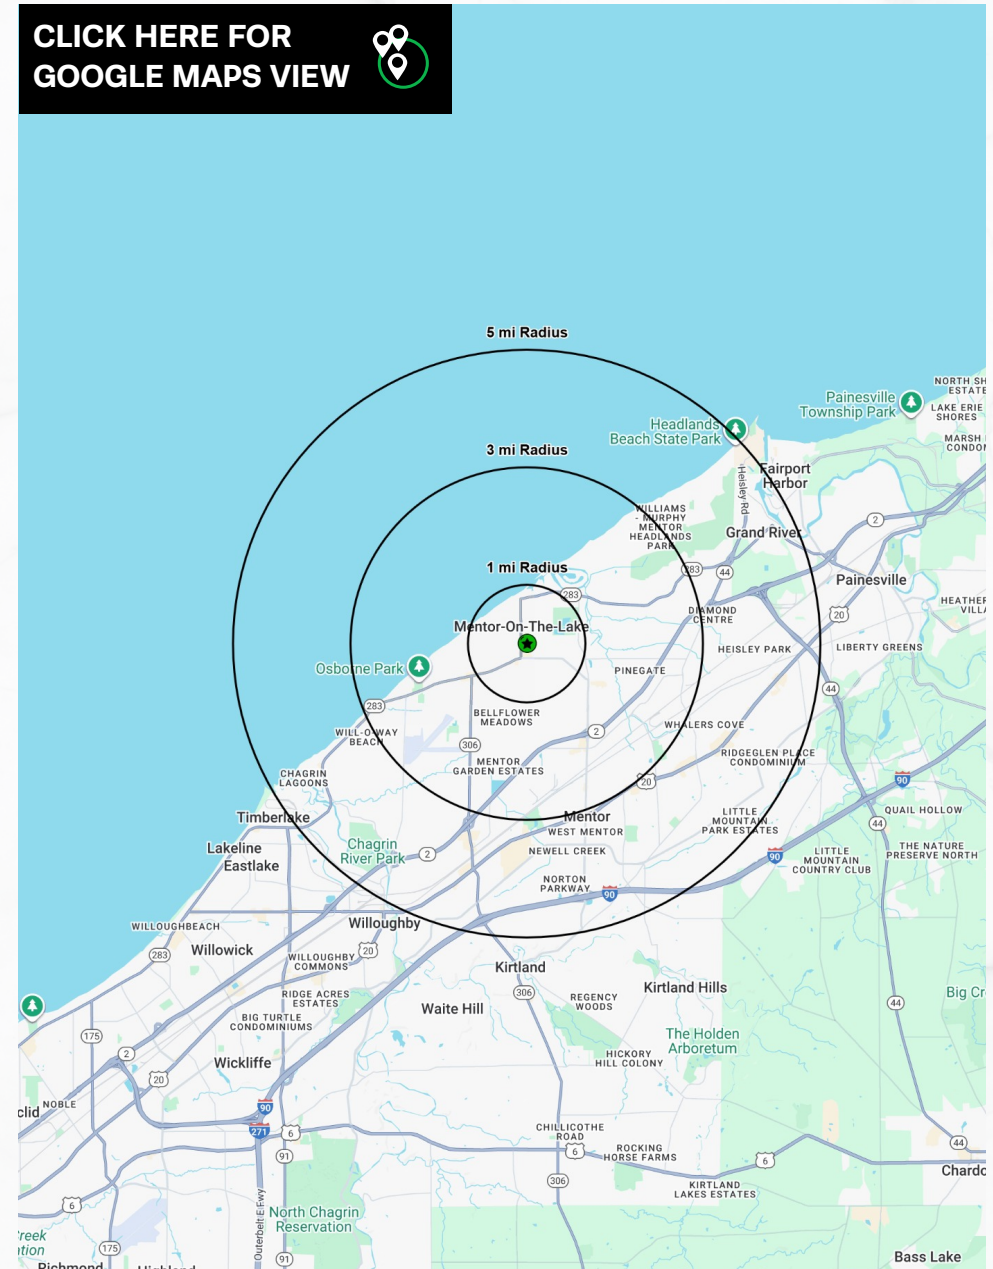 CLICK HERE FOR
GOOGLE MAPS VIEW
5 mi Radius
NORTH SH
ESTATE
Painesville
Township Park
LAKE ERIE
SHORES
Headlands
Beach State Park
MARSH
CONDO
3 mi Radius
Fairport
Harbor
Heisley Rd
WILLIAMS
- MURPHY
MENTOR
HEADLANDS
PARK
2
Grand River
1 mi Radius
283
44
Painesville
283
HEATHER
VILLA
DIAMOND
CENTRE
20
Mentor-On-The-Lake
HEISLEY PARK
LIBERTY GREENS
Osborne Park
PINEGATE
44
283
BELLFLOWER
MEADOWS
WHALERS COVE
WILL-O-WAY
BEACH
306
2
RIDGEGLEN PLACE
CONDOMINIUM
MENTOR
GARDEN ESTATES
CHAGRIN
LAGOONS
20
90
Timberlake
Mentor
LITTLE
MOUNTAIN
PARK ESTATES
QUAIL HOLLOW
44
WEST MENTOR
Lakeline
Chagrin
River Park
2
NEWELL CREEK
90
LITTLE
MOUNTAIN
COUNTRY CLUB
THE NATURE
PRESERVE NORTH
Eastlake
NORTON
PARKWAY
90
WILLOUGHBEACH
Willoughby
283
Willowick
WILLOUGHBY
COMMONS
20
Kirtland
306
Kirtland Hills
RIDGE ACRES
ESTATES
Waite Hill
REGENCY
WOODS
44
Big Cr
BIG TURTLE
CONDOMINIUMS
175
The Holden
Arboretum
2
Wickliffe
HICKORY
HILL COLONY
20
clid
NOBLE
90
271
6
CHILLICOTHE
ROAD
44
91
6
ROCKING
HORSE FARMS
6
Chardo
306
KIRTLAND
LAKES ESTATES
6
Outerbelt E Fwy
North Chagrin
Reservation
reek
ation
175
91
Bass Lake
Richmond
Highland